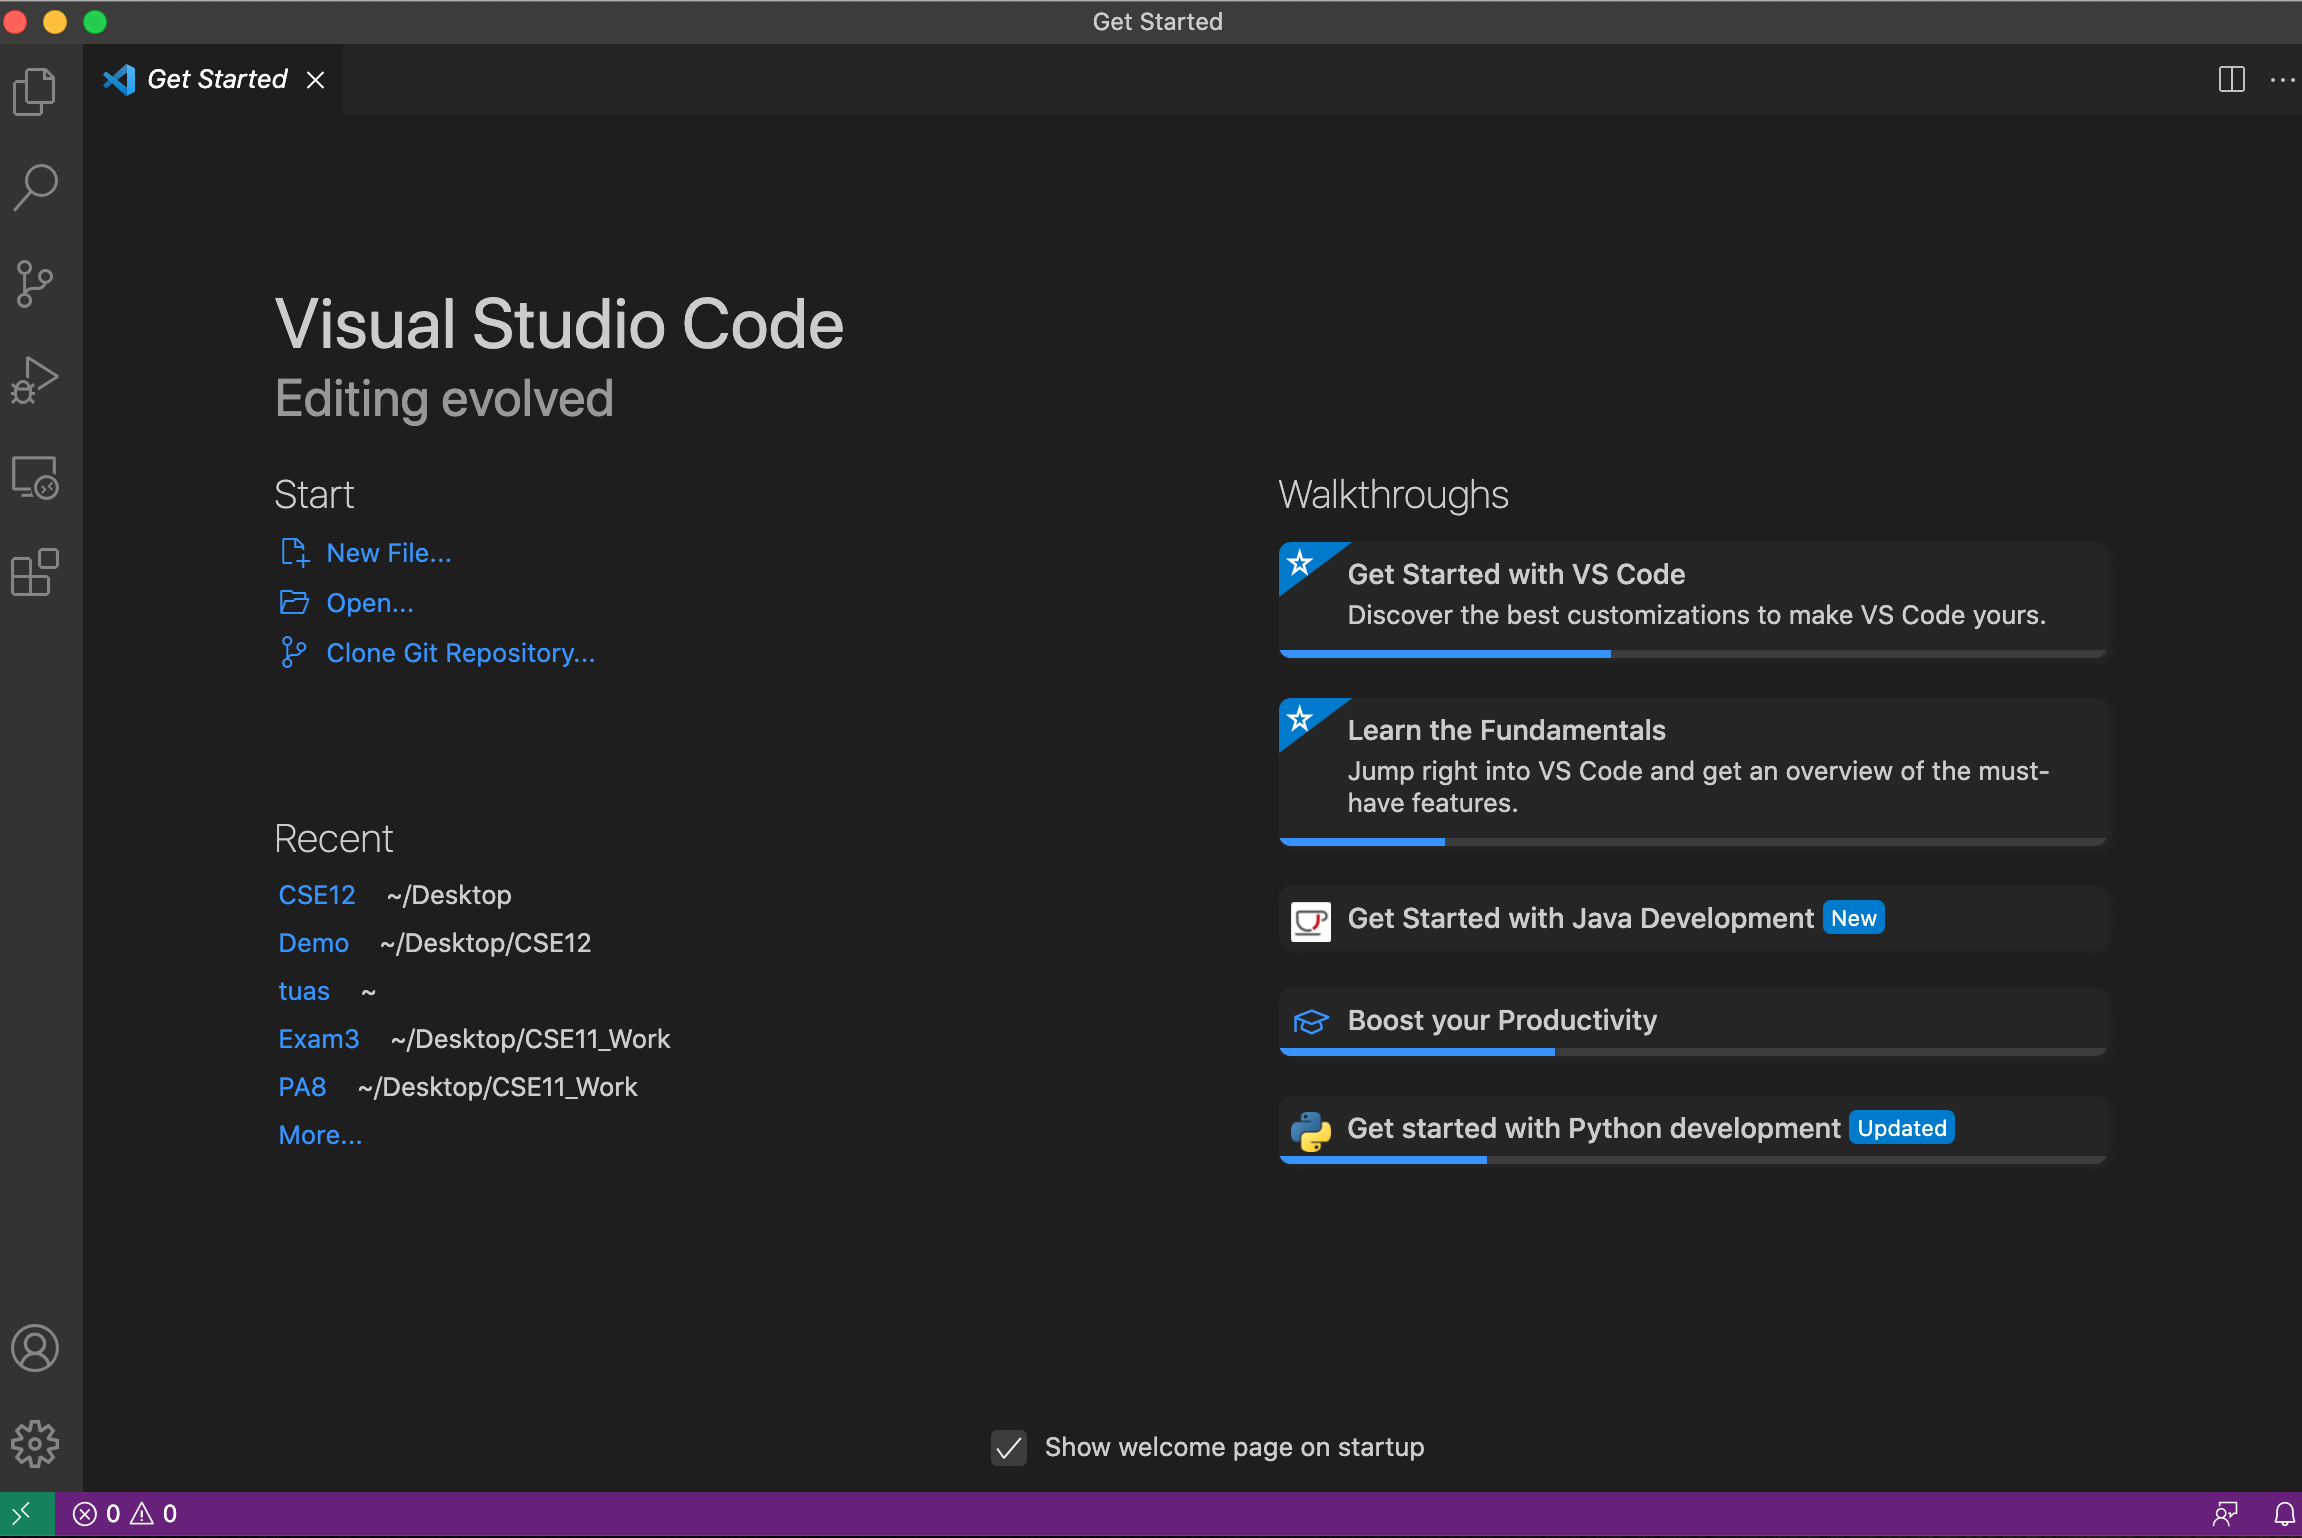 Get Started
Get Started
Visual Studio Code
Editing evolved
Start
New File...
Open...
Clone Git Repository...
Recent
CSE12 ~/Desktop
Demo ~/Desktop/CSE12
tuas ~
Exam3 ~/Desktop/CSE11_Work
PA8 ~/Desktop/CSE11_Work
More...
Walkthroughs
Get Started with VS Code
Discover the best customizations to make VS Code yours.
Learn the Fundamentals
Jump right into VS Code and get an overview of the must-
have features.
Get Started with Java Development New
Boost your Productivity
Get started with Python development Updated
Show welcome page on startup
0 0